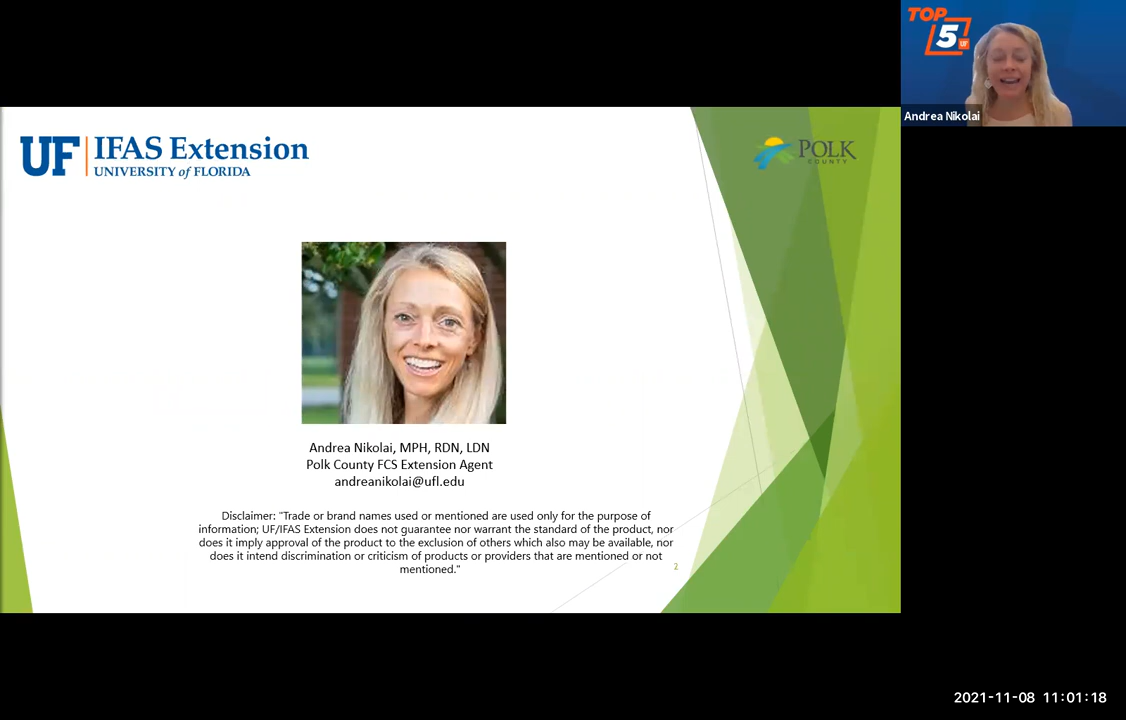 TOP
5
UF
Andrea Nikolai
UF | IFAS Extension
UNIVERSITY of FLORIDA
POLK
COUNTY
Andrea Nikolai, MPH, RDN, LDN
Polk County FCS Extension Agent
andreanikolai@ufl.edu
Disclaimer: "Trade or brand names used or mentioned are used only for the purpose of
information; UF/IFAS Extension does not guarantee nor warrant the standard of the product, nor
does it imply approval of the product to the exclusion of others which also may be available, nor
does it intend discrimination or criticism of products or providers that are mentioned or not
mentioned."
2
2021-11-08 11:01:18